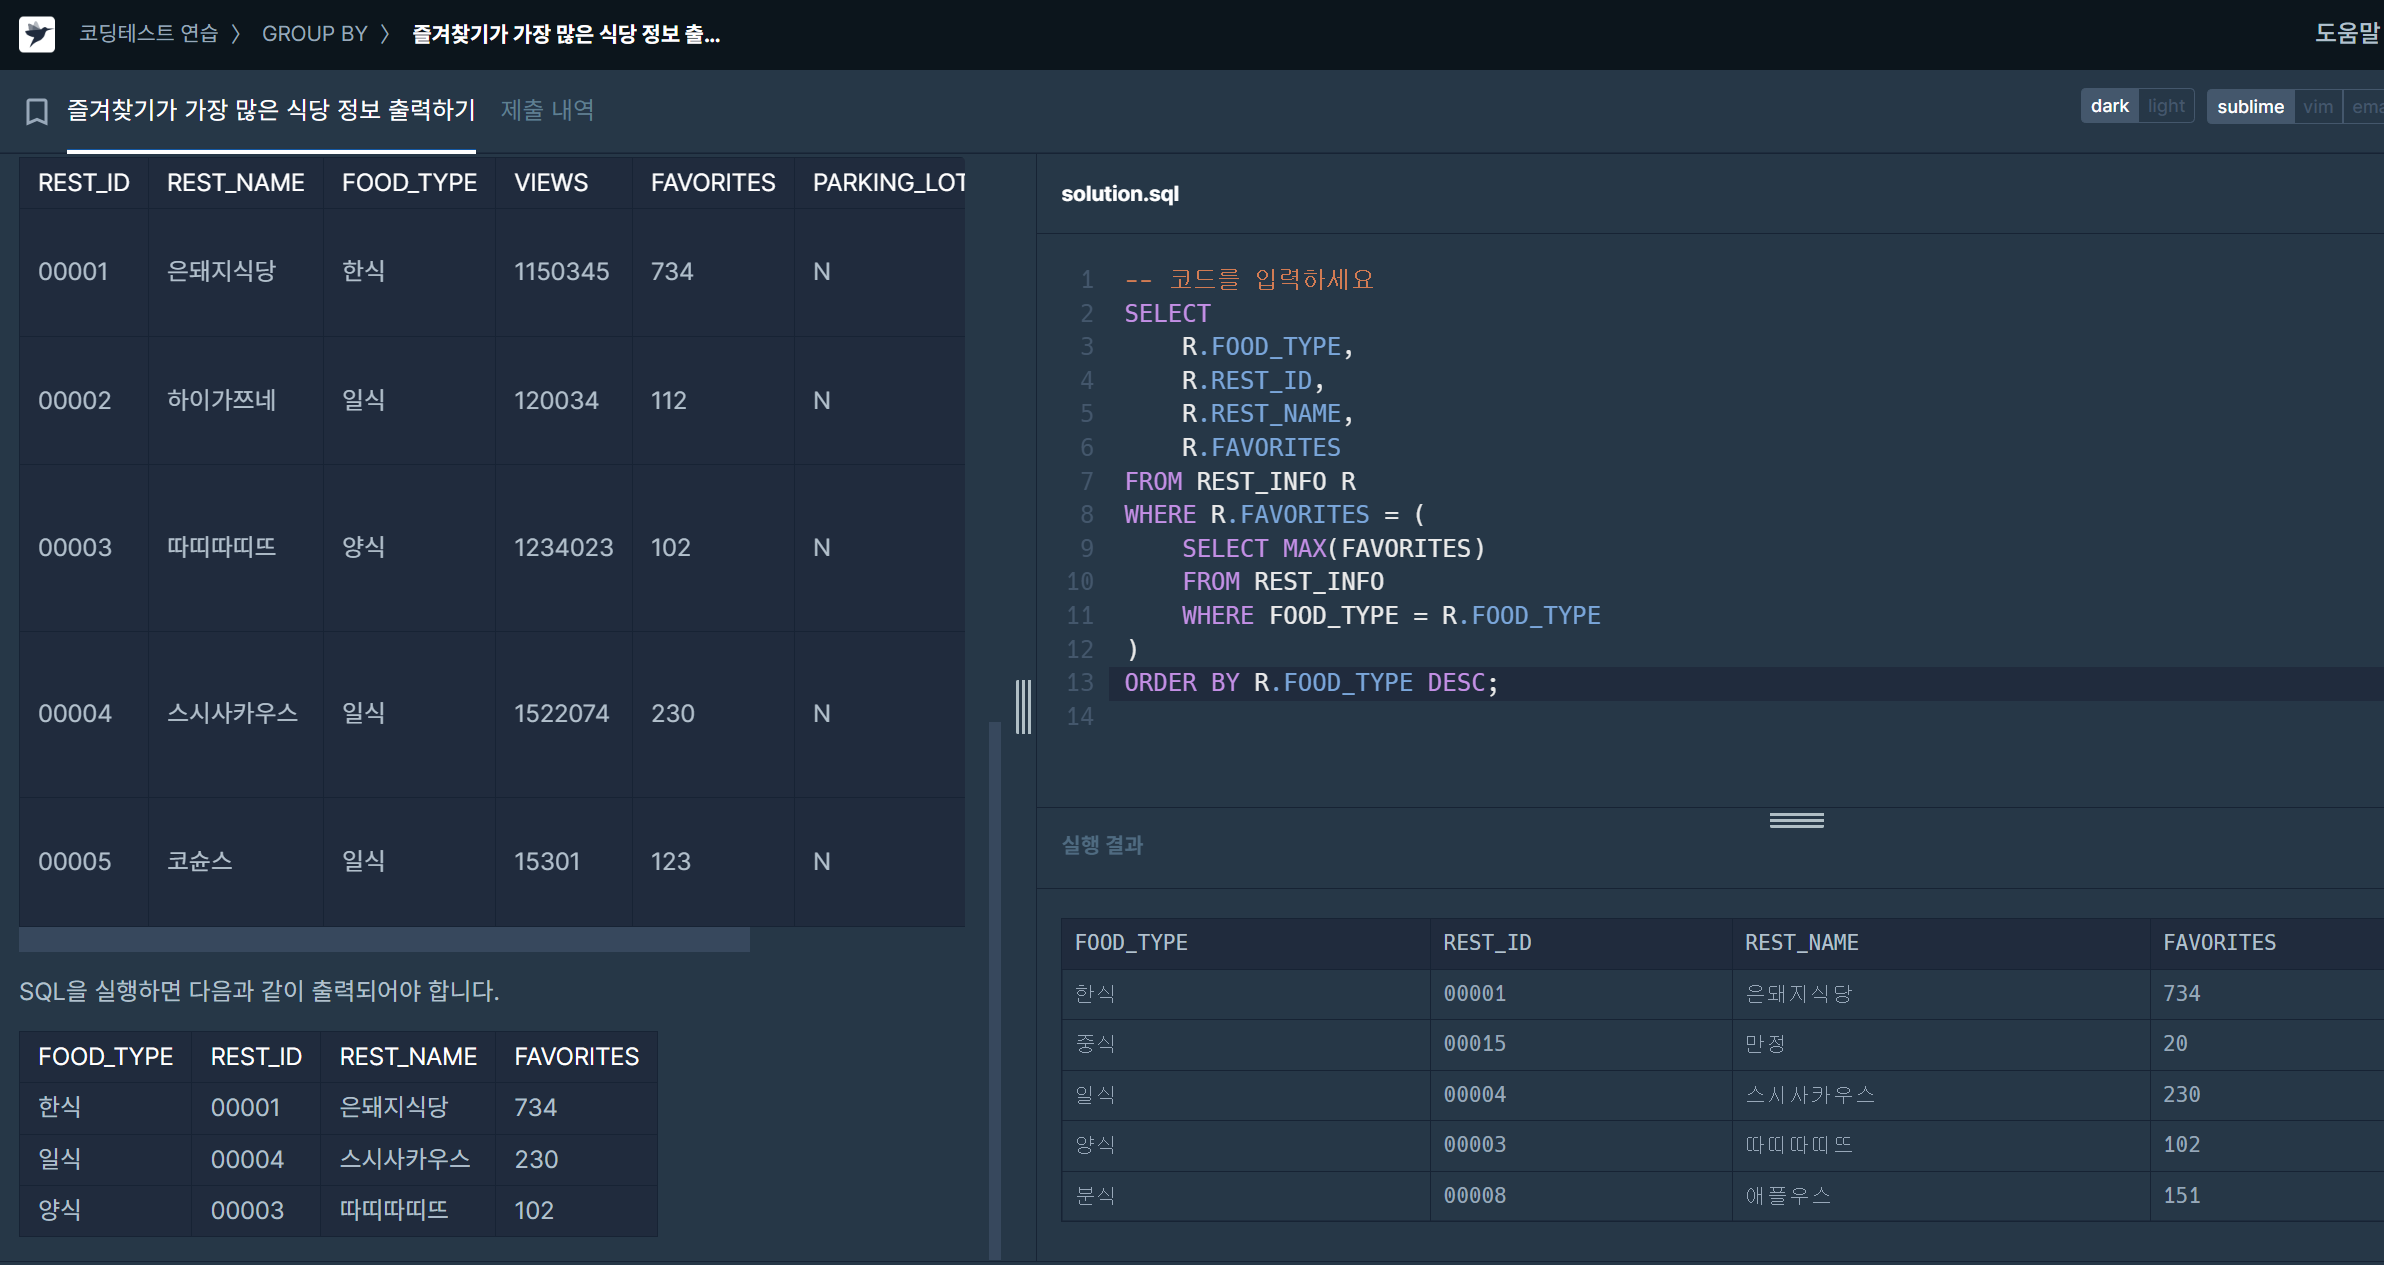 코딩테스트 연습 〉 GROUP BY 〉 즐겨찾기가 가장 많은 식당 정보 출...
도움말
즐겨찾기가 가장 많은 식당 정보 출력하기 제출 내역
dark light sublime vim
REST_ID REST_NAME FOOD_TYPE VIEWS FAVORITES PARKING_LOT
00001 은돼지식당 한식 1150345 734 N
00002 하이가쯔네 일식 120034 112 N
00003 따띠따띠뜨 양식 1234023 102 N
00004 스시사카우스 일식 1522074 230 N
00005 코슌스 일식 15301 123 N
SQL을 실행하면 다음과 같이 출력되어야 합니다.
FOOD_TYPE REST_ID REST_NAME FAVORITES
한식 00001 은돼지식당 734
일식 00004 스시사카우스 230
양식 00003 따띠따띠뜨 102
solution.sql
1 -- 코드를 입력하세요
2 SELECT
3 R.FOOD_TYPE,
4 R.REST_ID,
5 R.REST_NAME,
6 R.FAVORITES
7 FROM REST_INFO R
8 WHERE R.FAVORITES = (
9 SELECT MAX(FAVORITES)
10 FROM REST_INFO
11 WHERE FOOD_TYPE = R.FOOD_TYPE
12 )
13 ORDER BY R.FOOD_TYPE DESC;
14
실행 결과
FOOD_TYPE REST_ID REST_NAME FAVORITES
한식 00001 은돼지식당 734
중식 00015 만정 20
일식 00004 스시사카우스 230
양식 00003 따띠따띠뜨 102
분식 00008 애플우스 151